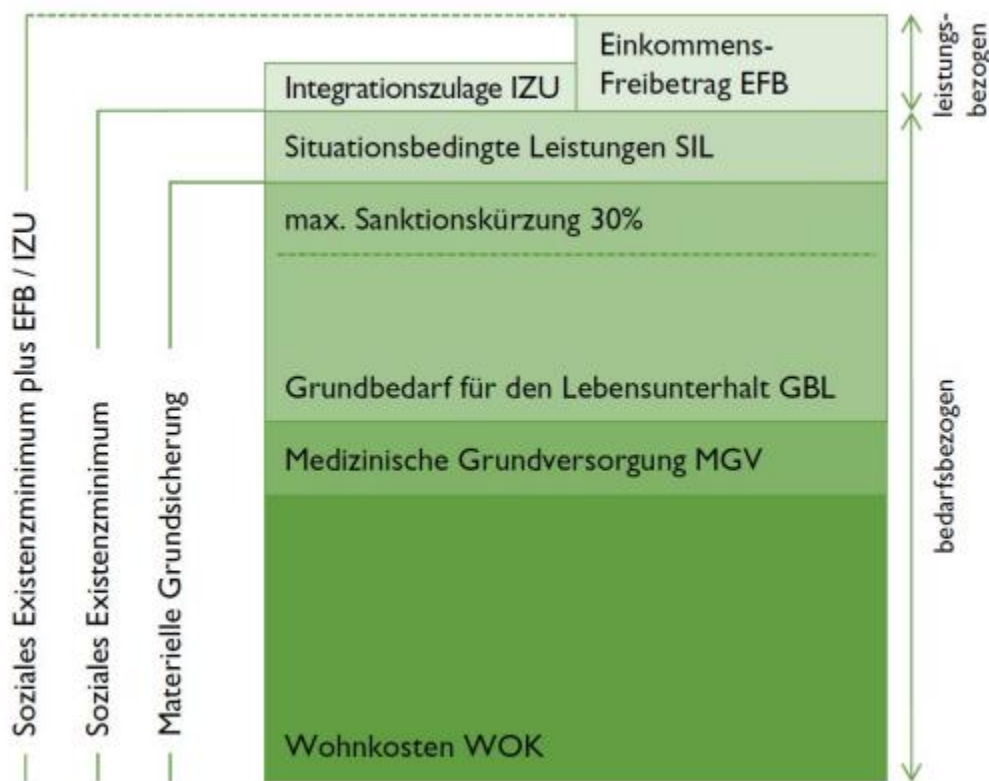 Einkommens-
Freibetrag EFB
Integrationszulage IZU
Situationsbedingte Leistungen SIL
max. Sanktionskürzung 30%
Grundbedarf für den Lebensunterhalt GBL
Medizinische Grundversorgung MGV
Wohnkosten WOK
Soziales Existenzminimum plus EFB / IZU
Soziales Existenzminimum
Materielle Grundsicherung
leistungs-
bezogen
bedarfsbezogen